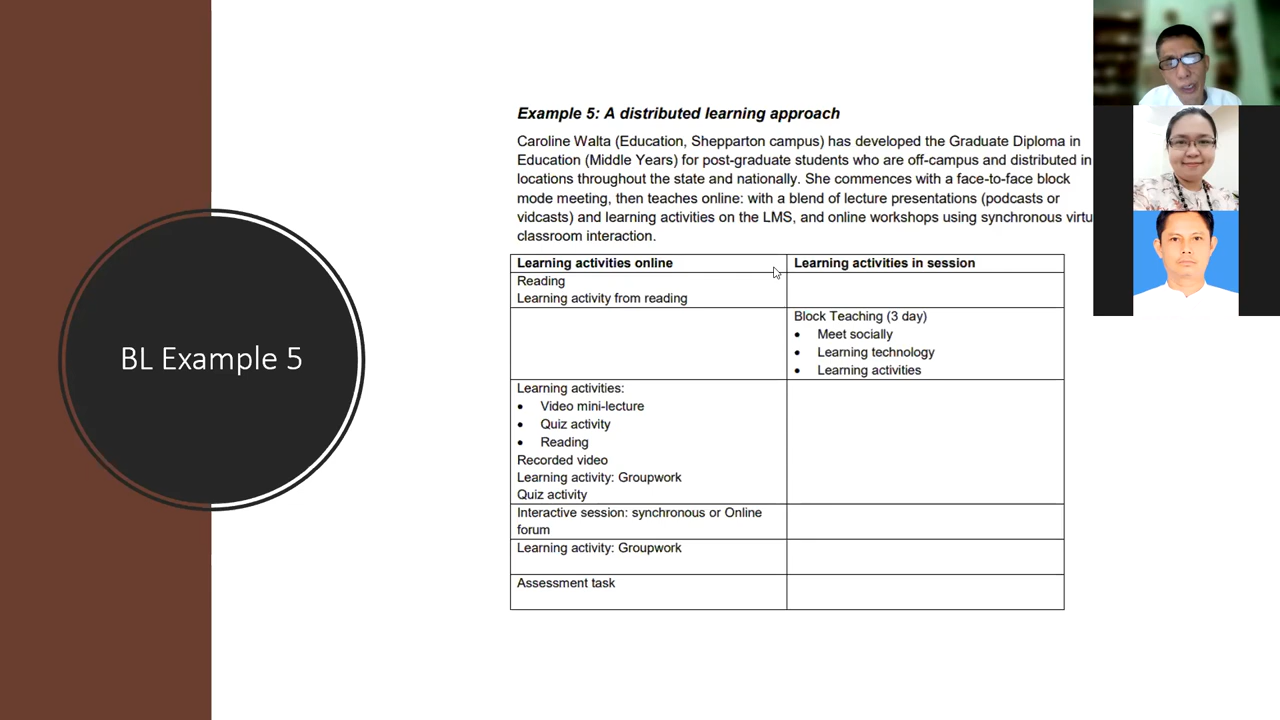 BL Example 5
Example 5: A distributed learning approach
Caroline Walta (Education, Shepparton campus) has developed the Graduate Diploma in
Education (Middle Years) for post-graduate students who are off-campus and distributed in
locations throughout the state and nationally. She commences with a face-to-face block
mode meeting, then teaches online: with a blend of lecture presentations (podcasts or
vidcasts) and learning activities on the LMS, and online workshops using synchronous virtu
classroom interaction.
Learning activities online
Learning activities in session
Reading
Learning activity from reading
Block Teaching (3 day)
• Meet socially
• Learning technology
• Learning activities
Learning activities:
• Video mini-lecture
• Quiz activity
• Reading
Recorded video
Learning activity: Groupwork
Quiz activity
Interactive session: synchronous or Online
forum
Learning activity: Groupwork
Assessment task